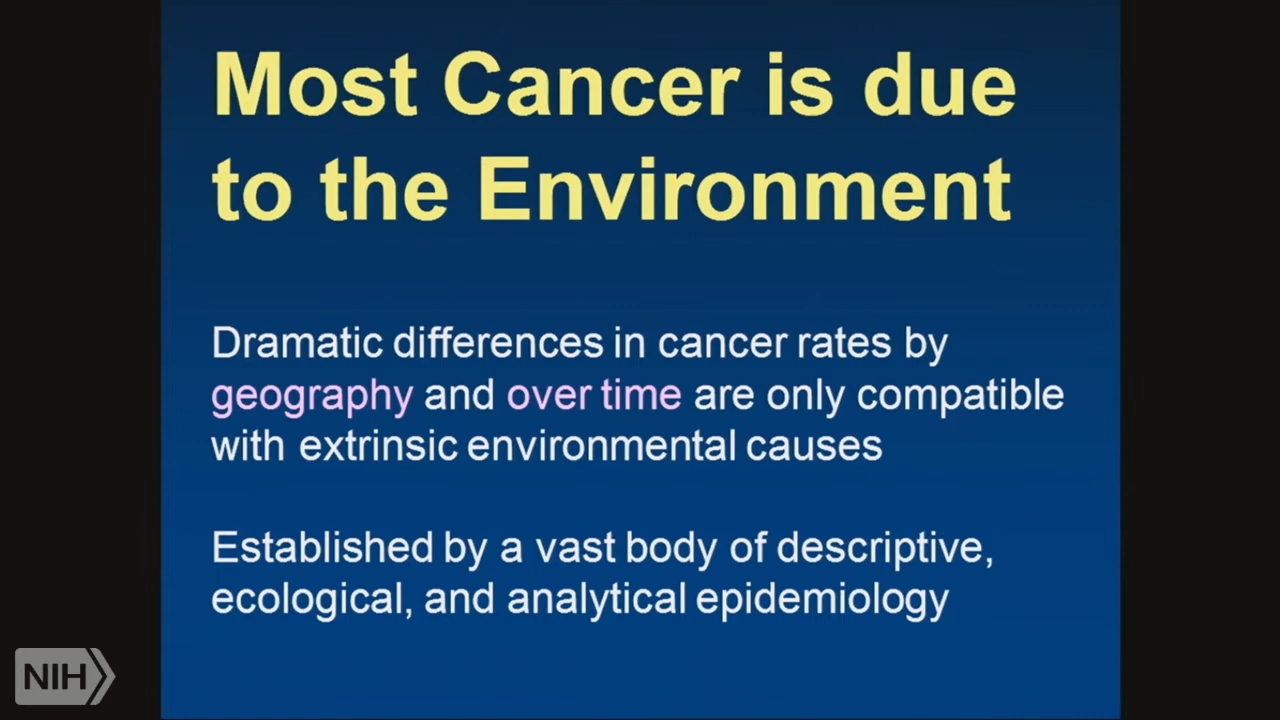 Most Cancer is due
to the Environment
Dramatic differences in cancer rates by
geography and over time are only compatible
with extrinsic environmental causes
Established by a vast body of descriptive,
ecological, and analytical epidemiology
NIH